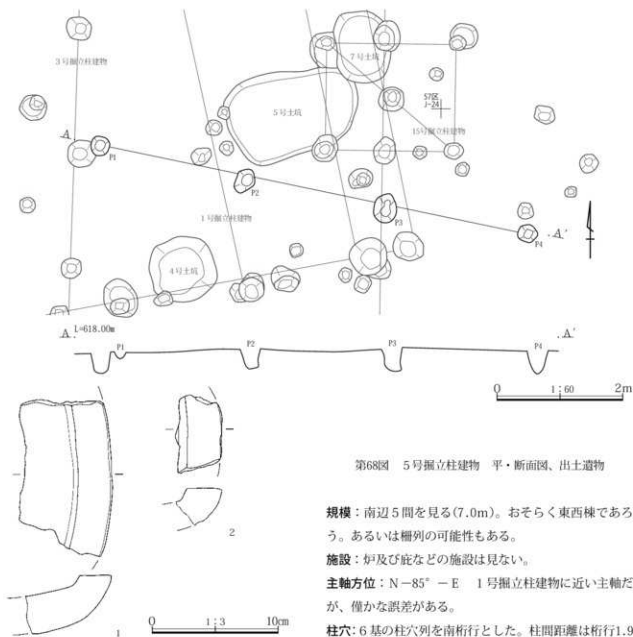 3号掘立柱建物
7号土坑
57区
J-24
5号土坑
15号掘立柱建物
A
P1
P2
1号掘立柱建物
P3
A′
P4
4号土坑
A
L=618.00m
P1
P2
P3
P4
A′
0 1:60 2m
1
2
0 1:3 10cm
第68図 5号掘立柱建物 平・断面図、出土遺物
規模：南辺5間を見る(7.0m)。おそらく東西棟であろ
う。あるいは柵列の可能性もある。
施設：炉及び庇などの施設は見ない。
主軸方位：N－85°－E 1号掘立柱建物に近い主軸だ
が、僅かな誤差がある。
柱穴：6基の柱穴列を南桁行とした。柱間距離は桁行1.9